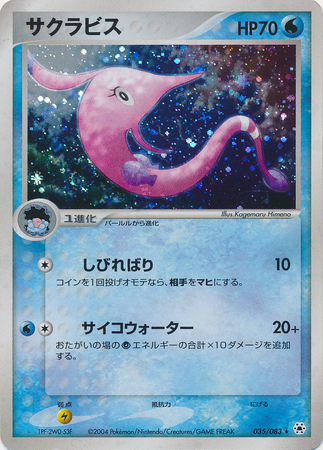 サクラビス HP70
Illus.Kagemaru Himeno
1進化 パールルから進化
しびればり 10
コインを1回投げオモテなら、相手をマヒにする。
サイコウォーター 20+
おたがいの場のエネルギーの合計×10ダメージを追加
する。
弱点 抵抗力 にげる
1PF-2W0-53F ©2004 Pokémon/Nintendo/Creatures/GAME FREAK 035/083★